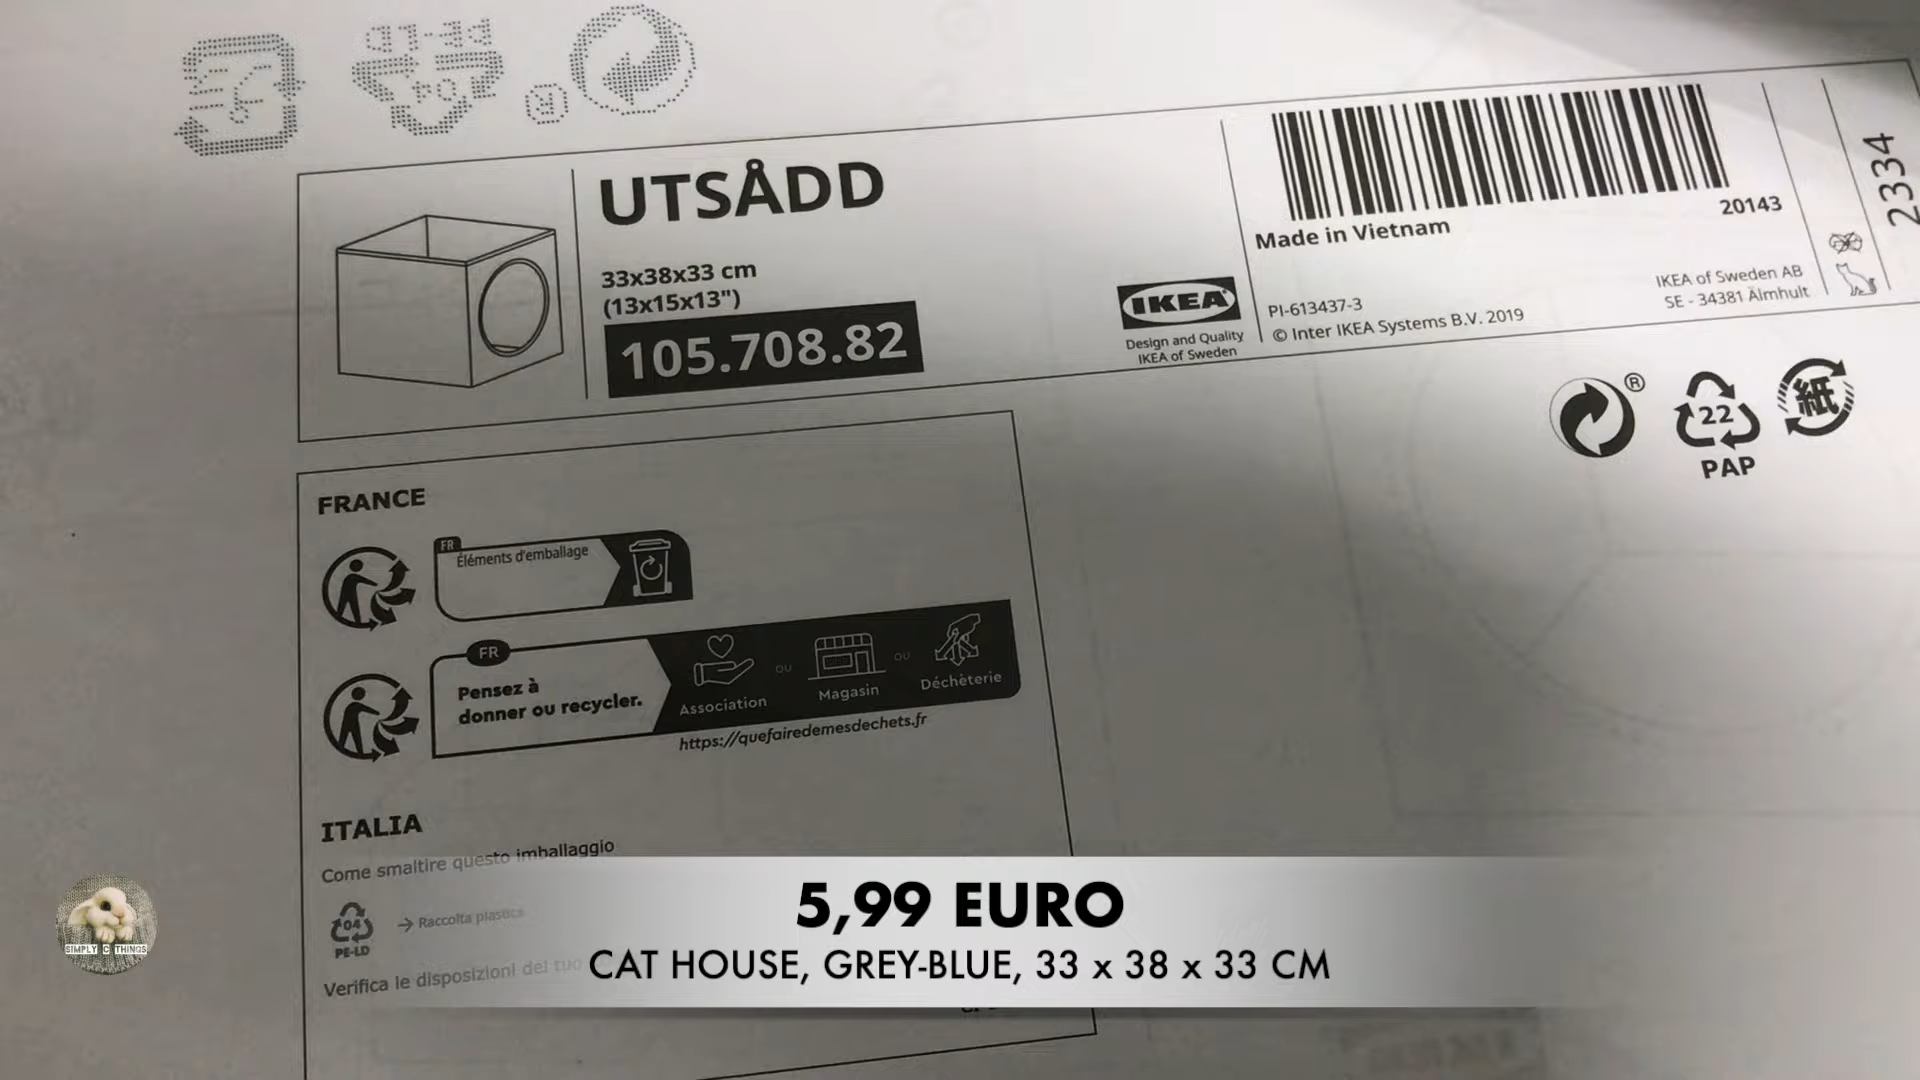 UTSÅDD
33x38x33 cm
(13x15x13")
105.708.82
IKEA
®
Design and Quality
IKEA of Sweden
Made in Vietnam
20143
PI-613437-3
© Inter IKEA Systems B.V. 2019
IKEA of Sweden AB
SE - 34381 Älmhult
2334
®
22
PAP
紙
FRANCE
FR
Éléments d'emballage
FR
Pensez à
donner ou recycler.
Association
OU
Magasin
OU
Déchèterie
https://quefairedemesdechets.fr
ITALIA
Come smaltire questo imballaggio
04
PE-LD
→ Raccolta plastica
Verifica le disposizioni del tuo
5,99 EURO
CAT HOUSE, GREY-BLUE, 33 x 38 x 33 CM
SIMPLY C THINGS